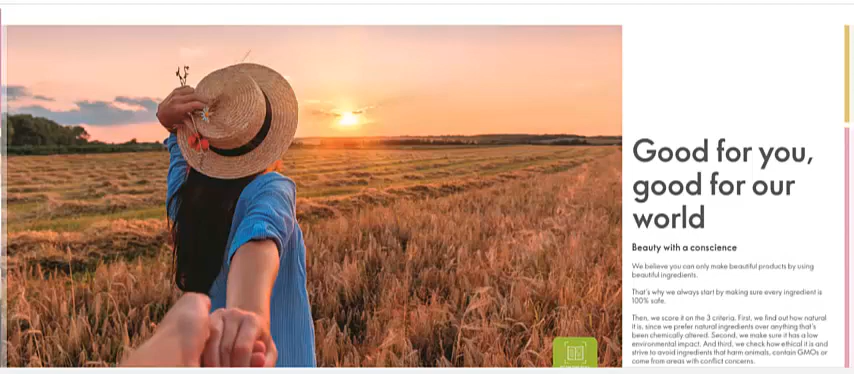 Good for you,
good for our
world
Beauty with a conscience
We believe you can only make beautiful products by using
beautiful ingredients.
That's why we always start by making sure every ingredient is
100% safe.
Then, we score it on the 3 criteria. First, we find out how natural
it is, since we prefer natural ingredients over anything that's
been chemically altered. Second, we make sure it has a low
environmental impact. And third, we check how ethical it is and
strive to avoid ingredients that harm animals, contain GMOs or
come from areas with conflict concerns.